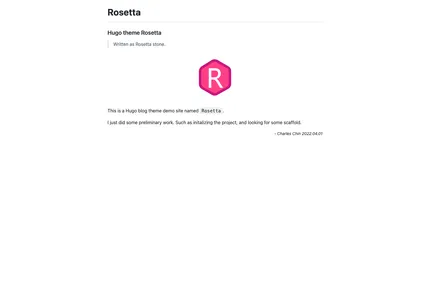 Rosetta
Hugo theme Rosetta
Written as Rosetta stone.
R
This is a Hugo blog theme demo site named Rosetta.
I just did some preliminary work. Such as initalizing the project, and looking for some scaffold.
- Charles Chin 2022-04-01